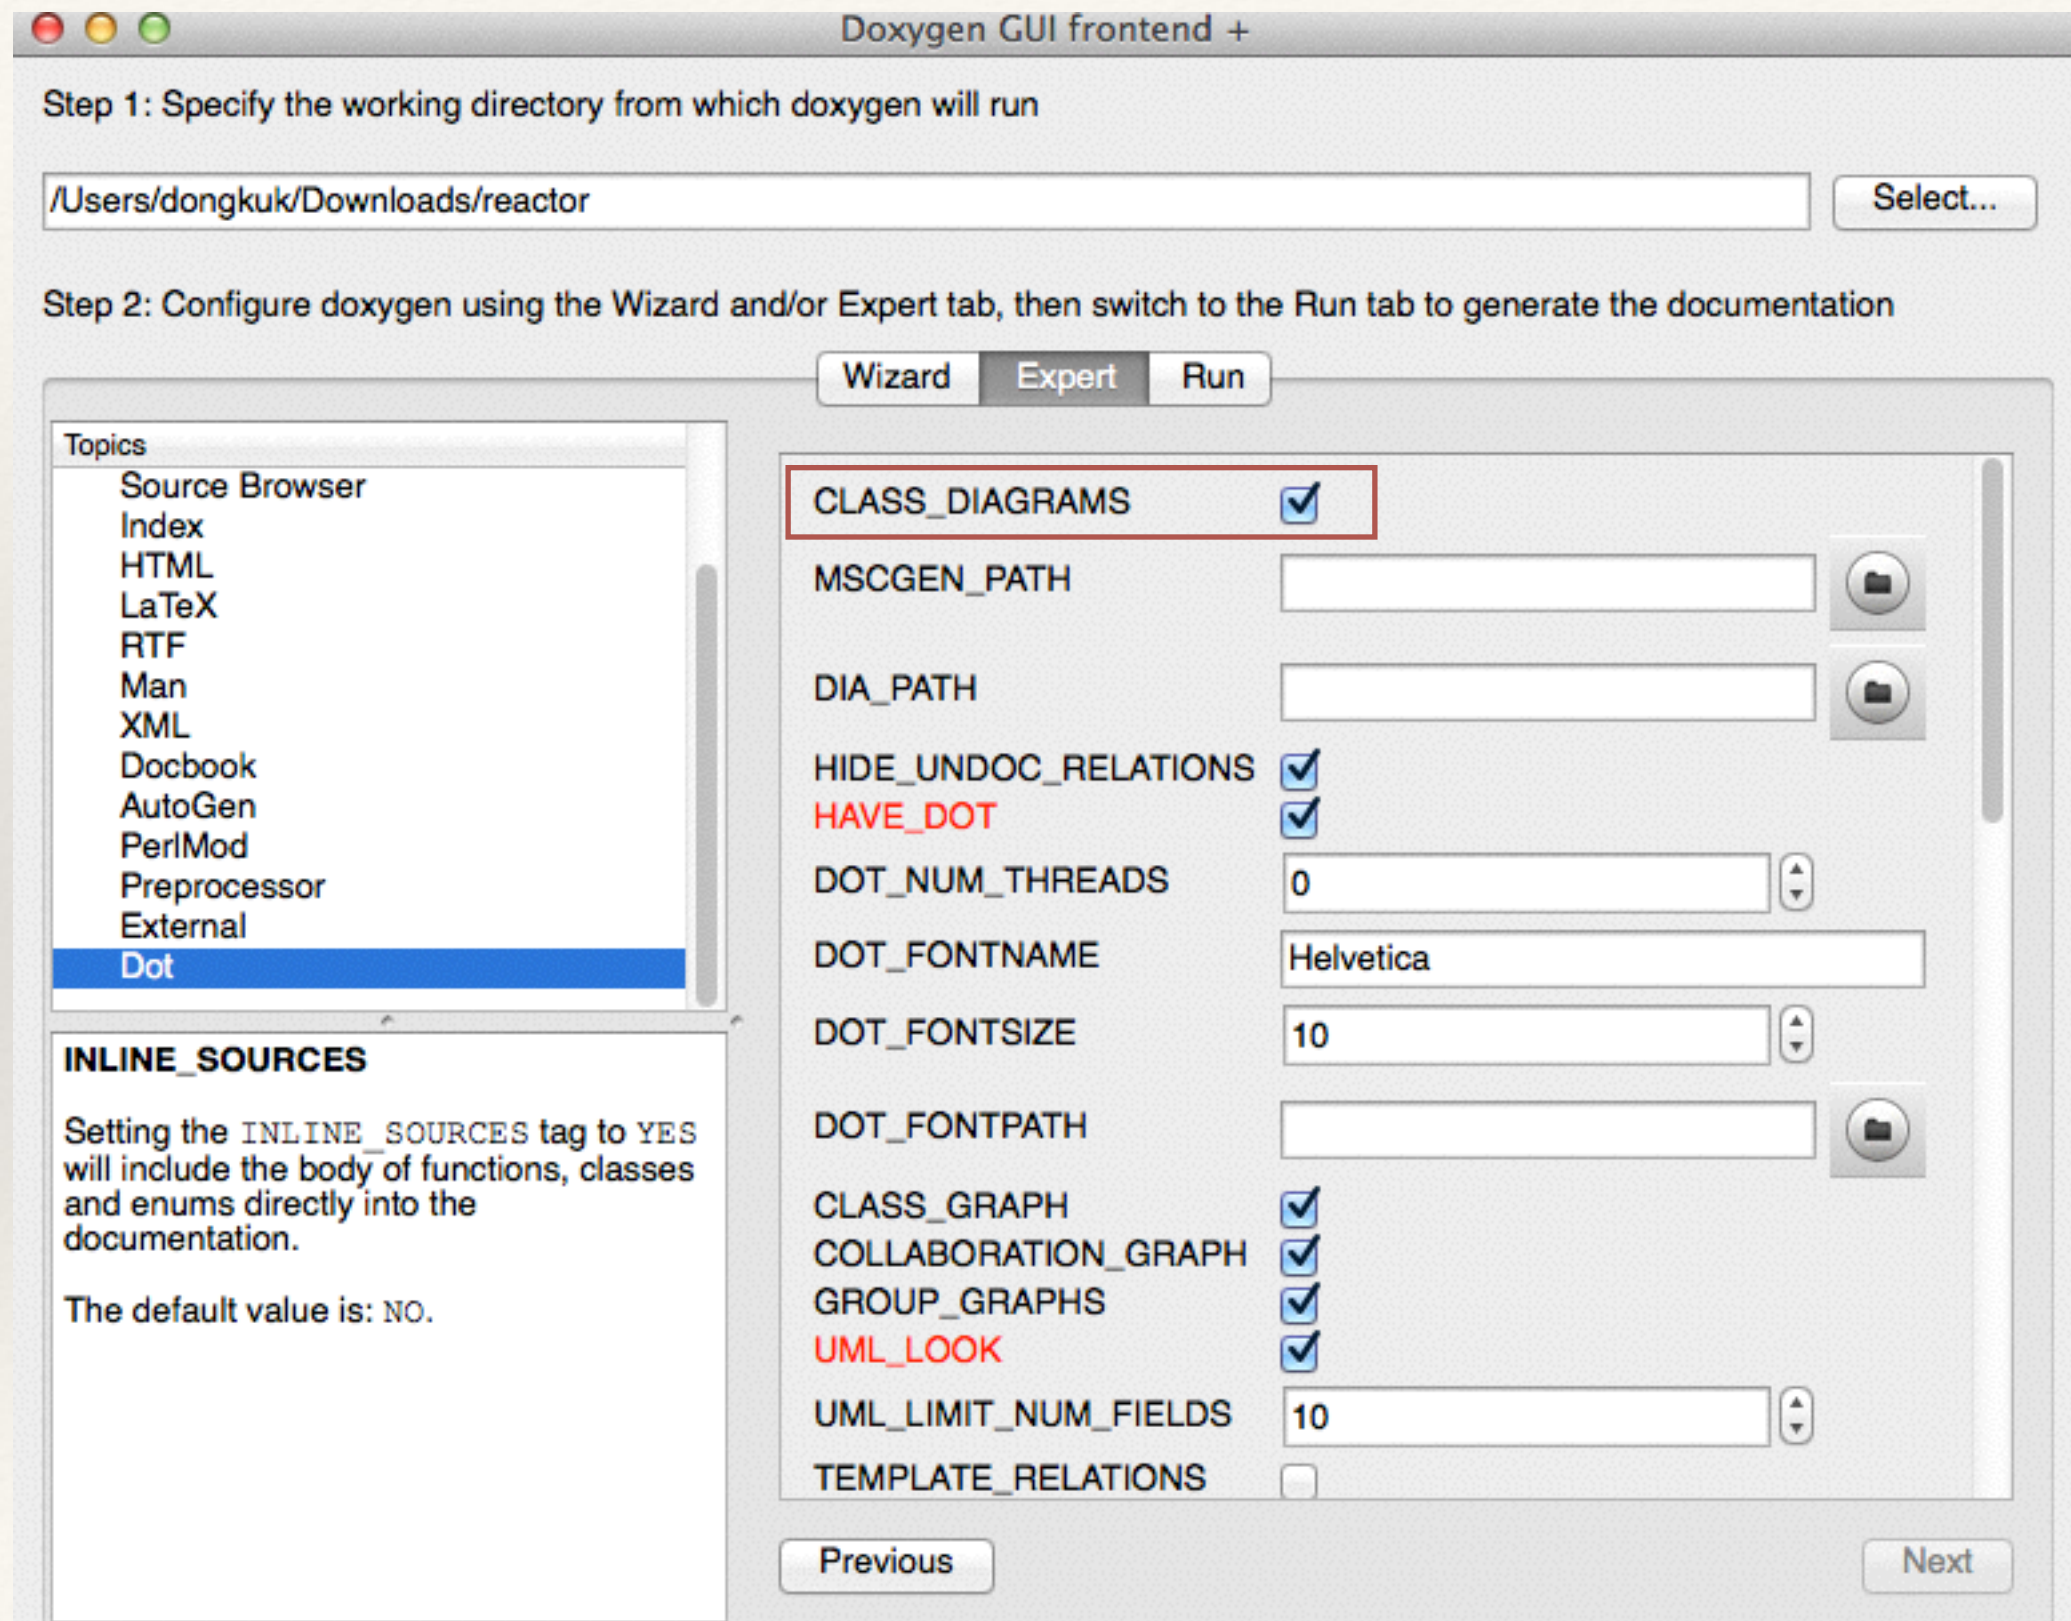 Doxygen GUI frontend +
Step 1: Specify the working directory from which doxygen will run
/Users/dongkuk/Downloads/reactor
Select...
Step 2: Configure doxygen using the Wizard and/or Expert tab, then switch to the Run tab to generate the documentation
Wizard Expert Run
Topics
Source Browser
Index
HTML
LaTeX
RTF
Man
XML
Docbook
AutoGen
PerlMod
Preprocessor
External
Dot
INLINE_SOURCES
Setting the INLINE_SOURCES tag to YES
will include the body of functions, classes
and enums directly into the
documentation.
The default value is: NO.
CLASS_DIAGRAMS
MSCGEN_PATH
DIA_PATH
HIDE_UNDOC_RELATIONS
HAVE_DOT
DOT_NUM_THREADS 0
DOT_FONTNAME Helvetica
DOT_FONTSIZE 10
DOT_FONTPATH
CLASS_GRAPH
COLLABORATION_GRAPH
GROUP_GRAPHS
UML_LOOK
UML_LIMIT_NUM_FIELDS 10
TEMPLATE_RELATIONS
Previous
Next